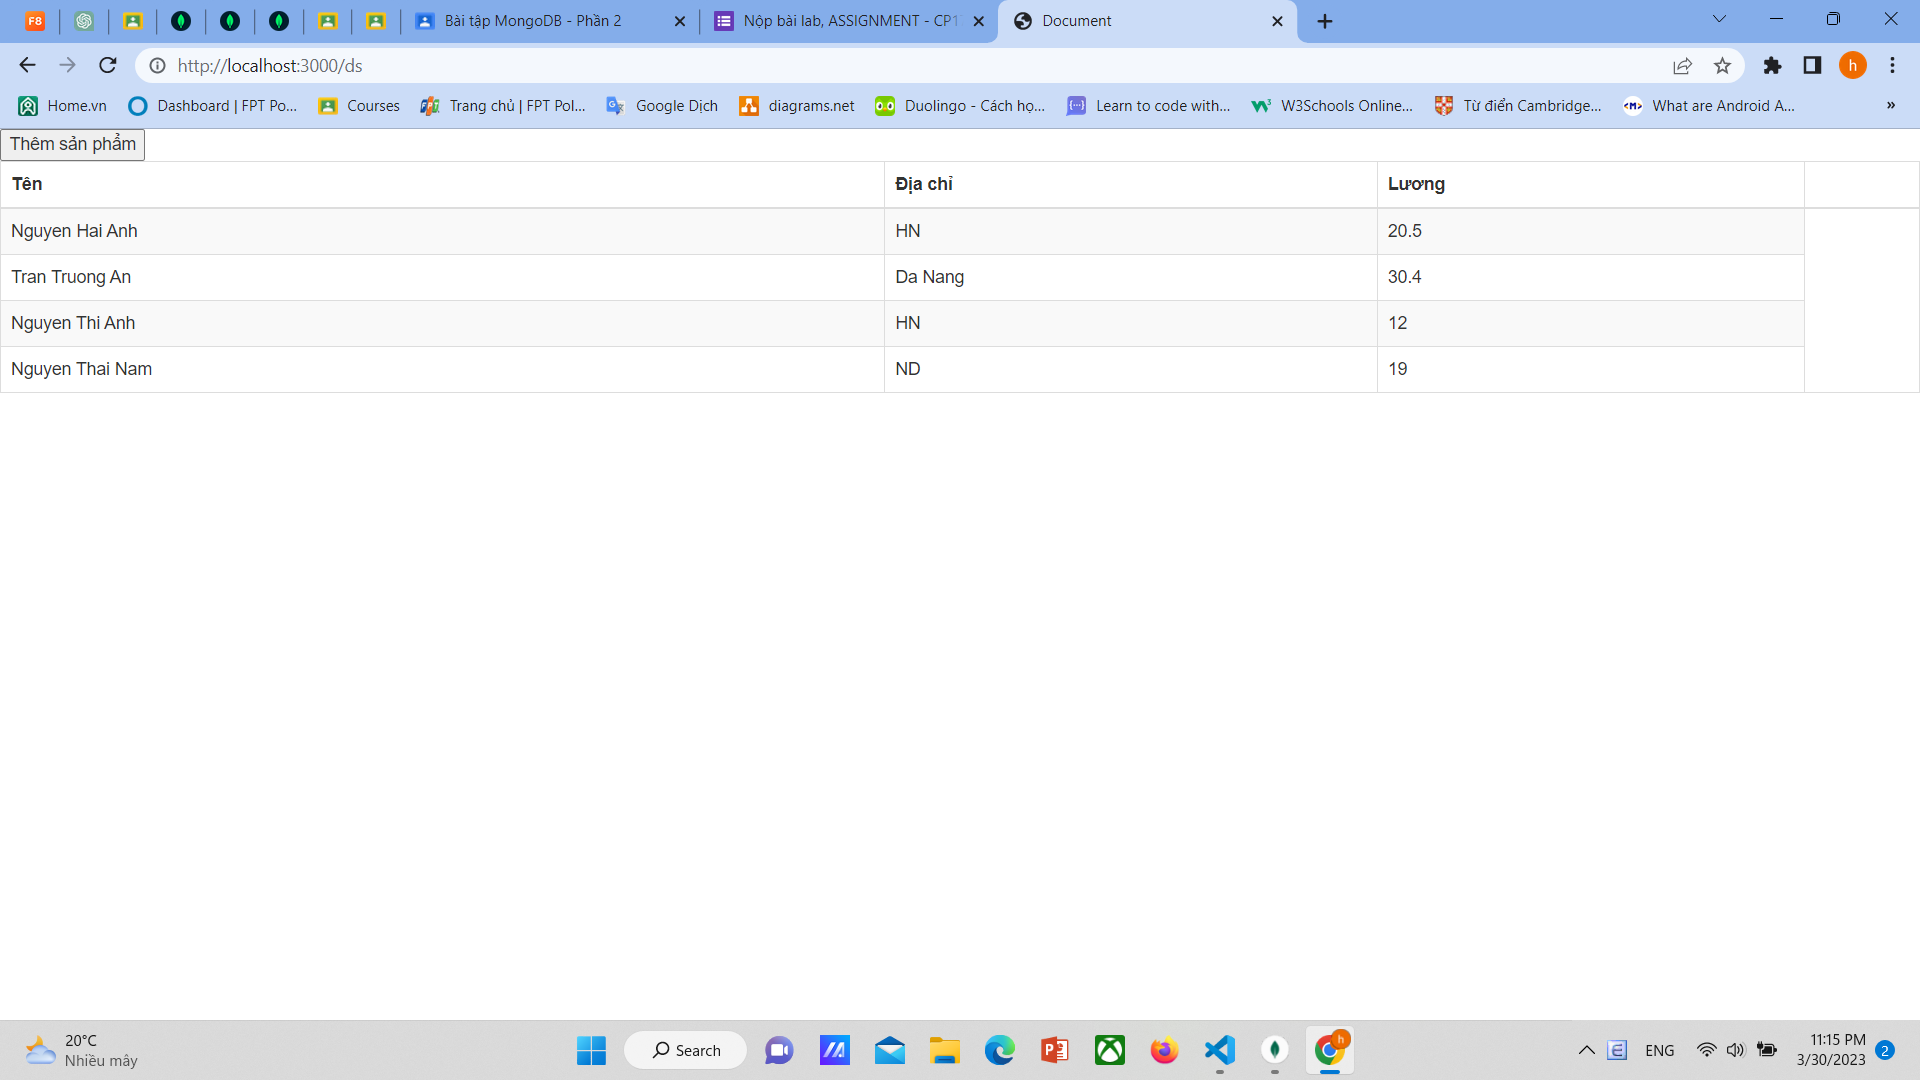 F8
Bài tập MongoDB - Phần 2
Nộp bài lab, ASSIGNMENT - CP1
Document
http://localhost:3000/ds
h
Home.vn
Dashboard | FPT Po...
Courses
Trang chủ | FPT Pol...
Google Dịch
diagrams.net
Duolingo - Cách họ...
Learn to code with...
W3Schools Online...
Từ điển Cambridge...
What are Android A...
»
Thêm sản phẩm
Tên Địa chỉ Lương
Nguyen Hai Anh HN 20.5
Tran Truong An Da Nang 30.4
Nguyen Thi Anh HN 12
Nguyen Thai Nam ND 19
20°C
Nhiều mây
Search
h
ENG
11:15 PM
3/30/2023
2